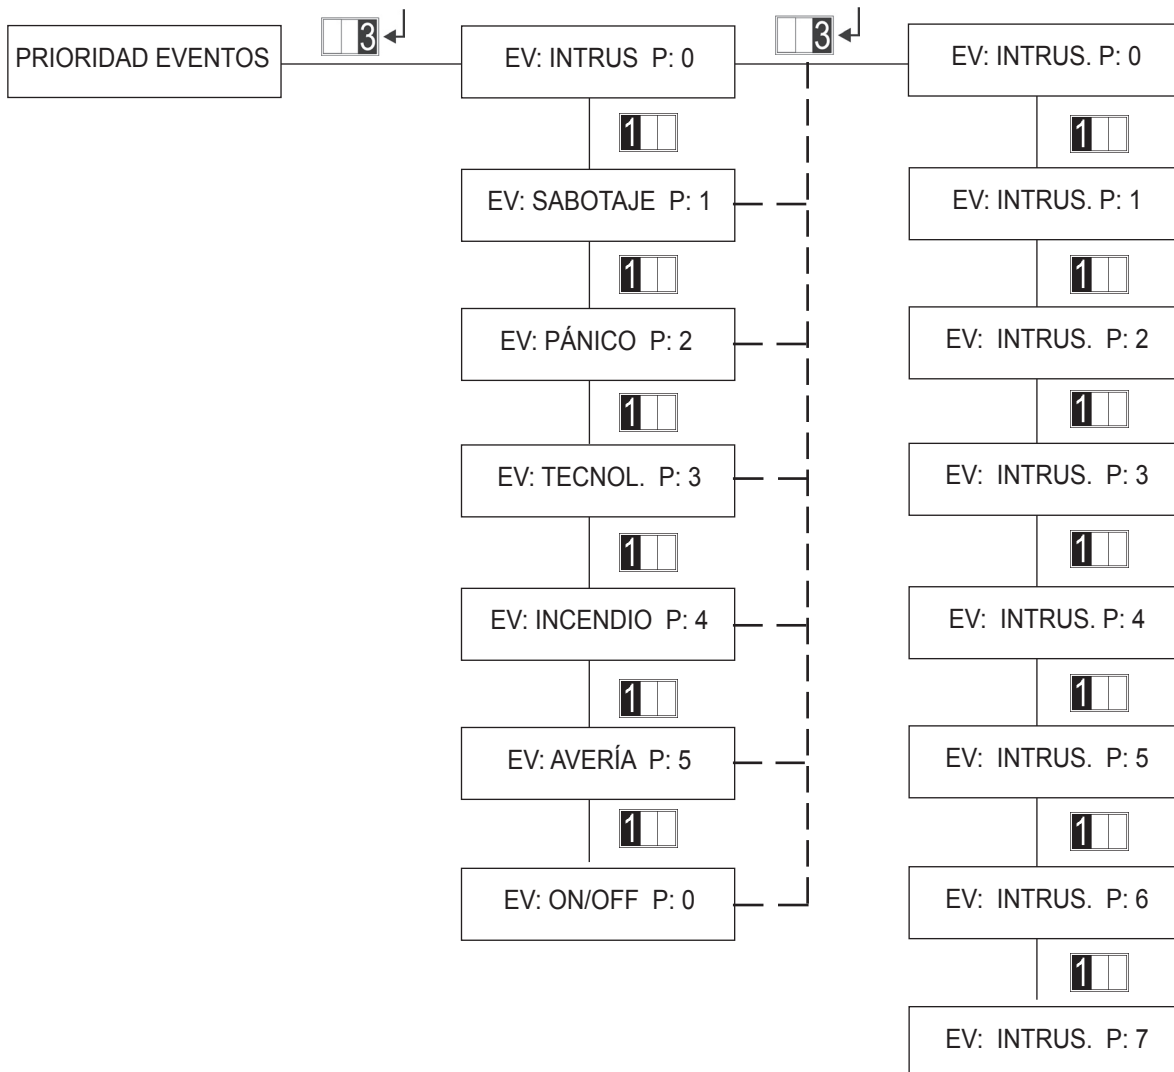 3
3
PRIORIDAD EVENTOS
EV: INTRUS P: 0
EV: INTRUS. P: 0
1
1
EV: SABOTAJE P: 1
EV: INTRUS. P: 1
1
1
EV: PÁNICO P: 2
EV: INTRUS. P: 2
1
1
EV: TECNOL. P: 3
EV: INTRUS. P: 3
1
1
EV: INCENDIO P: 4
EV: INTRUS. P: 4
1
1
EV: AVERÍA P: 5
EV: INTRUS. P: 5
1
1
EV: ON/OFF P: 0
EV: INTRUS. P: 6
1
EV: INTRUS. P: 7